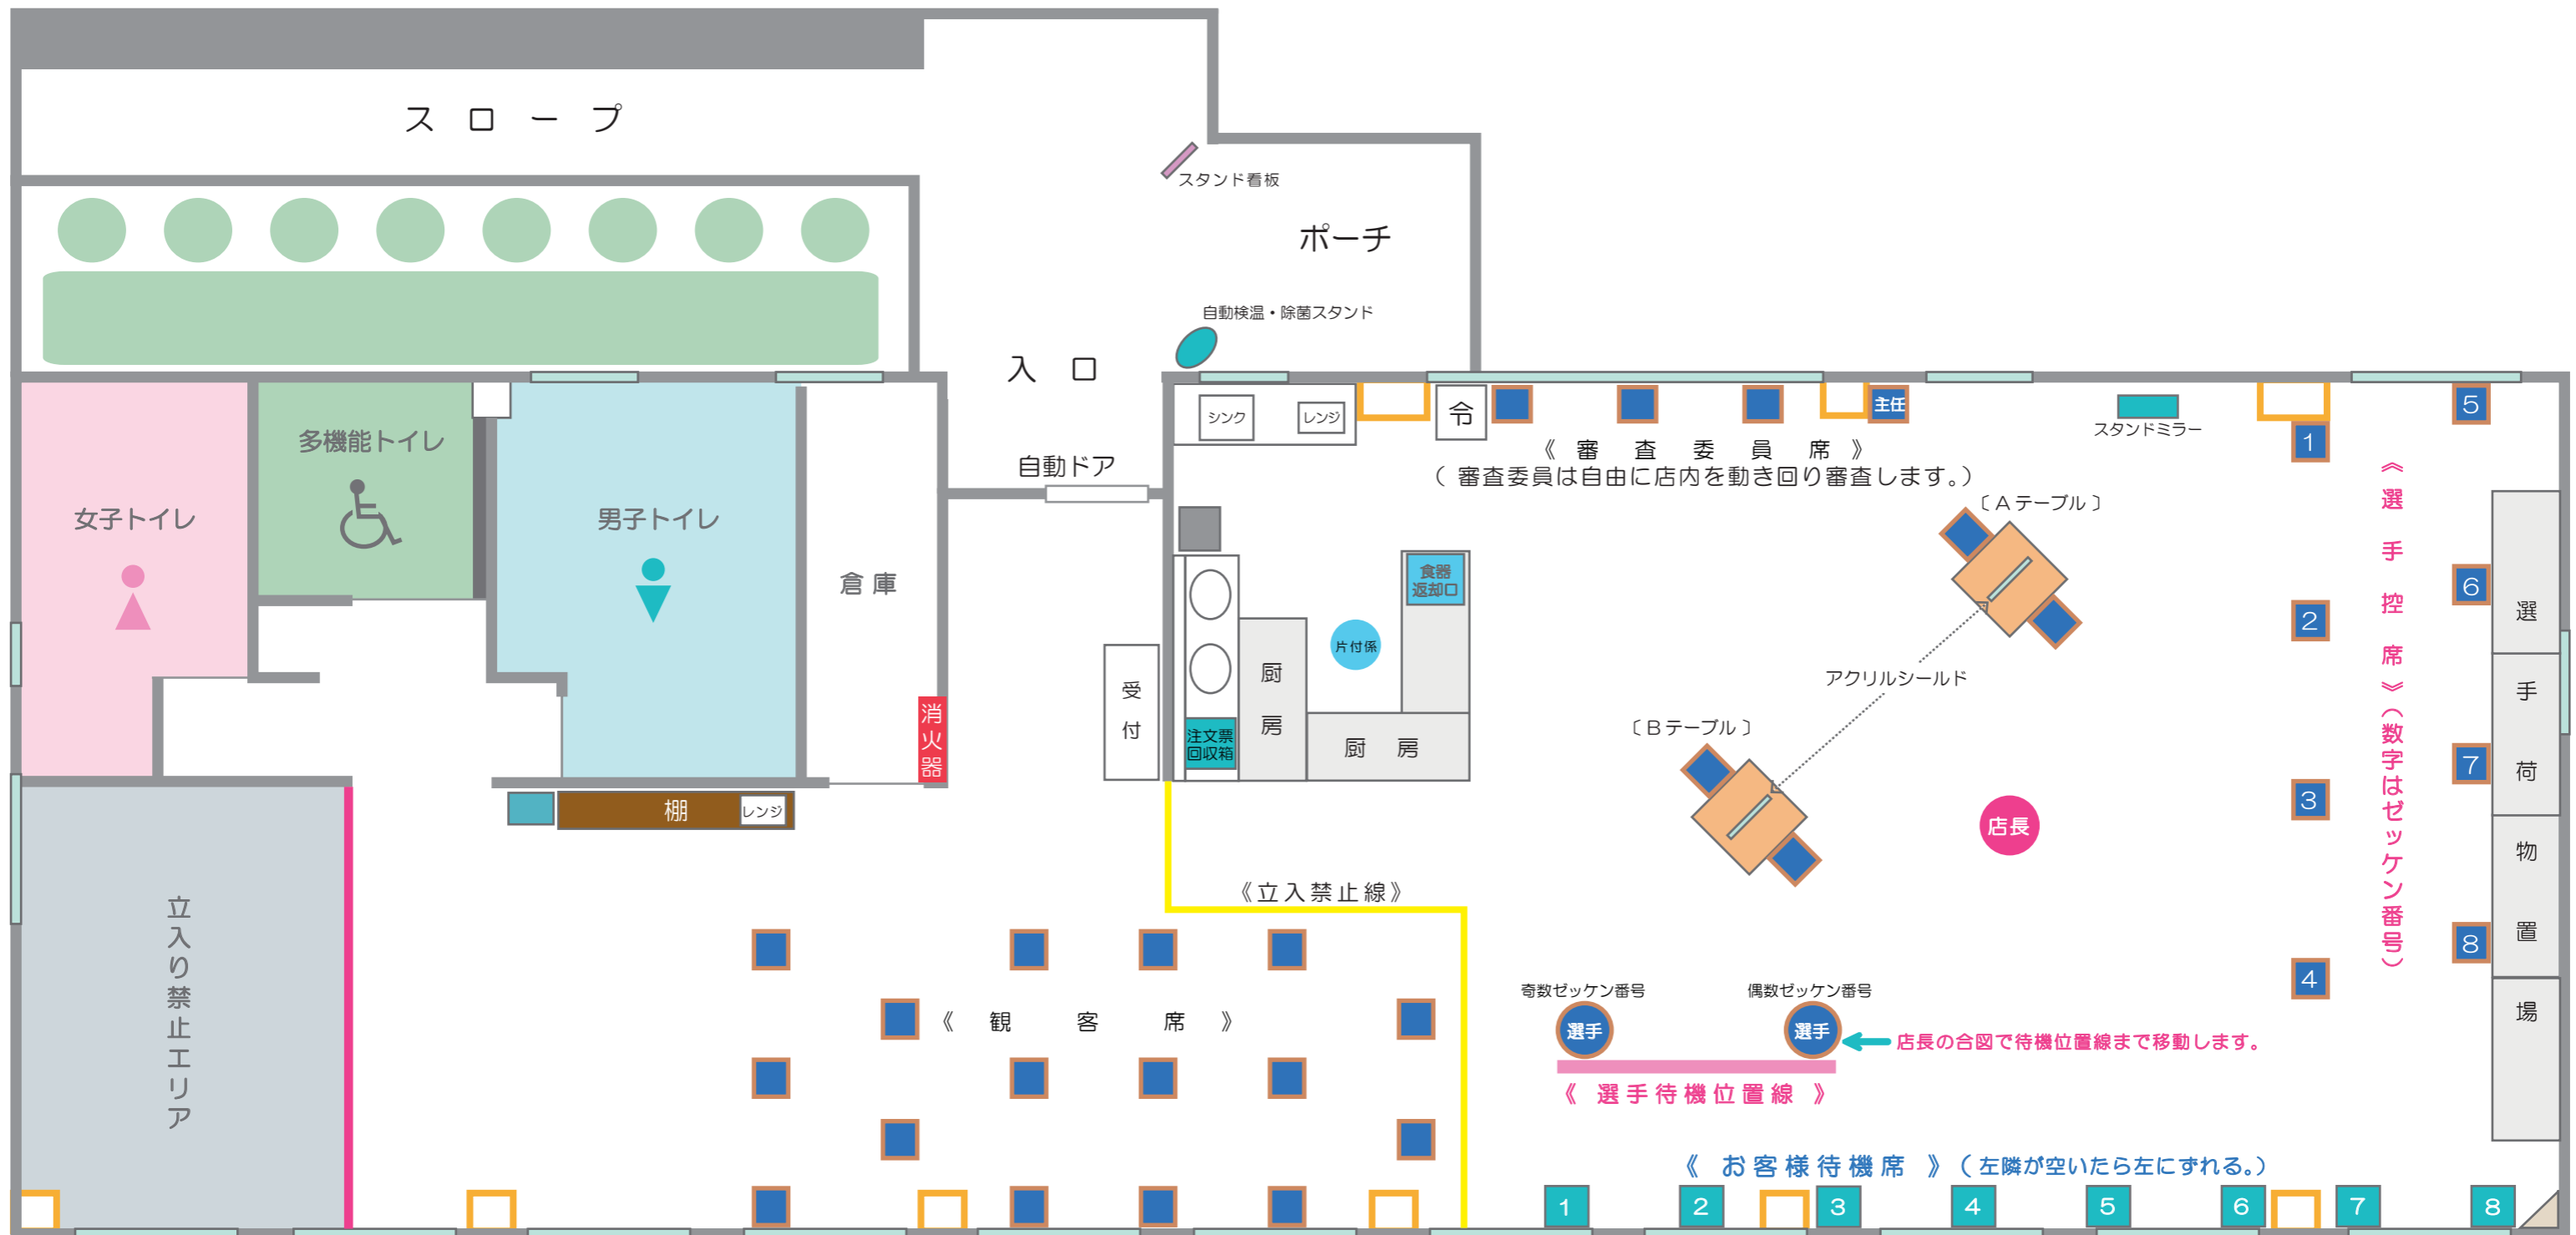 スロープ
スタンド看板
ポーチ
自動検温・除菌スタンド
入口
自動ドア
女子トイレ
多機能トイレ
男子トイレ
倉庫
消火器
受付
シンク
レンジ
令
主任
《審査委員席》
(審査委員は自由に店内を動き回り審査します。)
スタンドミラー
食器
返却口
片付係
厨房
厨房
注文票
回収箱
〔Aテーブル〕
アクリルシールド
〔Bテーブル〕
店長
1
2
3
4
《選手控席》(数字はゼッケン番号)
5
6
7
8
選手荷物置場
棚
レンジ
立入り禁止エリア
《立入禁止線》
《観客席》
奇数ゼッケン番号
偶数ゼッケン番号
選手
選手
店長の合図で待機位置線まで移動します。
《選手待機位置線》
《お客様待機席》(左隣が空いたら左にずれる。)
1
2
3
4
5
6
7
8